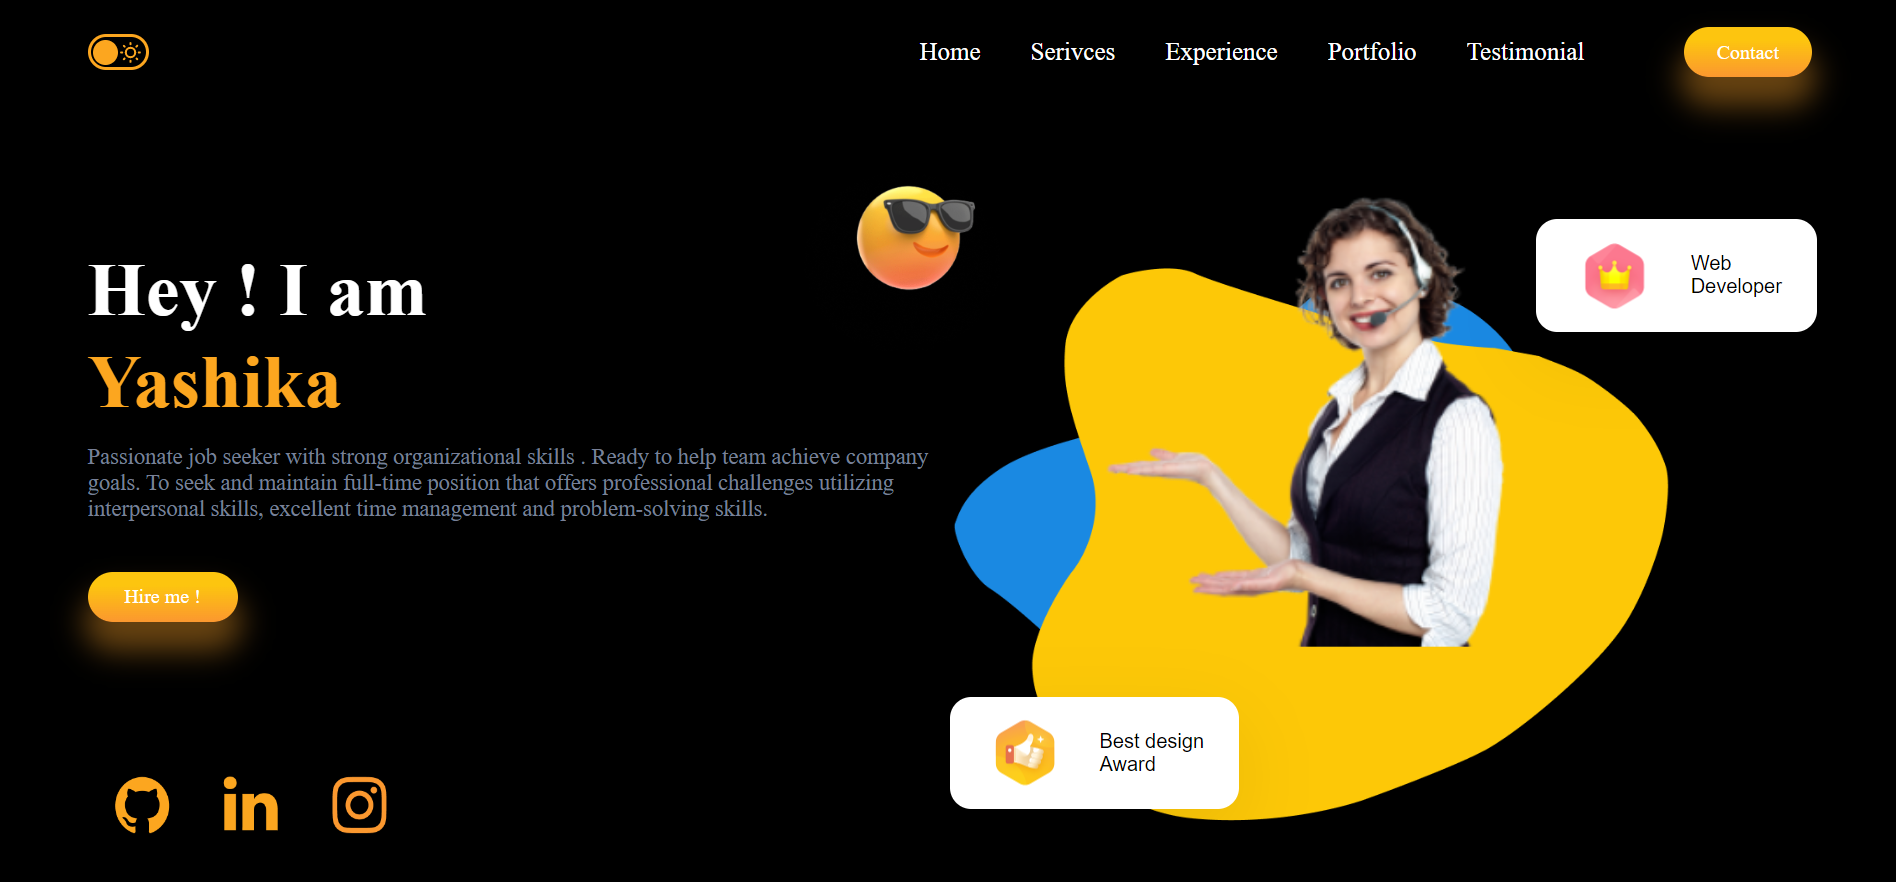 Home Serivces Experience Portfolio Testimonial Contact
Web
Developer
Hey ! I am
Yashika
Passionate job seeker with strong organizational skills . Ready to help team achieve company
goals. To seek and maintain full-time position that offers professional challenges utilizing
interpersonal skills, excellent time management and problem-solving skills.
Hire me !
Best design
Award
in